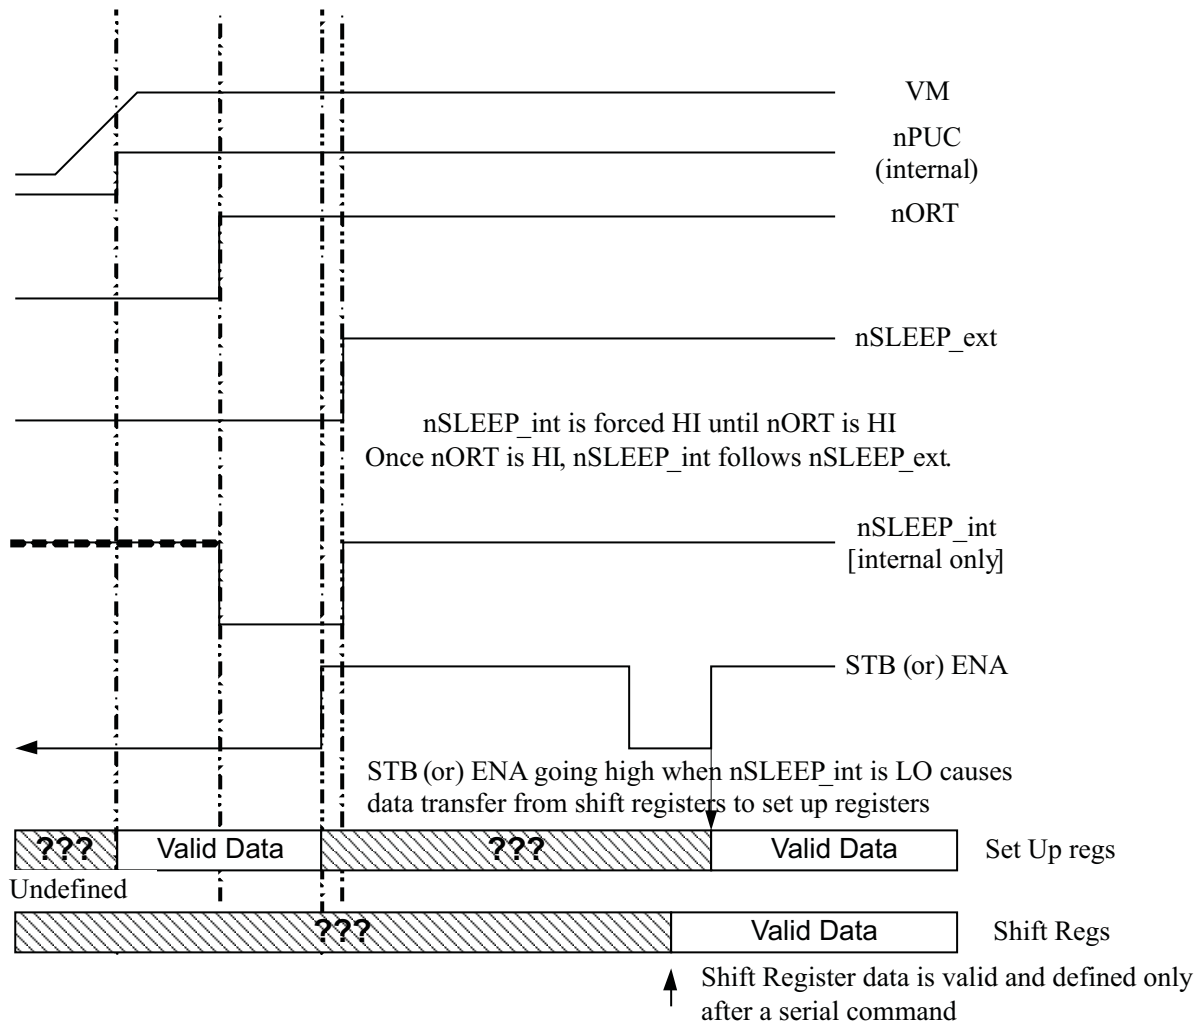 VM
nPUC
(internal)
nORT
nSLEEP_ext
nSLEEP_int is forced HI until nORT is HI
Once nORT is HI, nSLEEP_int follows nSLEEP_ext.
nSLEEP_int
[internal only]
STB (or) ENA
STB (or) ENA going high when nSLEEP_int is LO causes
data transfer from shift registers to set up registers
??? Valid Data ??? Valid Data Set Up regs
Undefined
??? Valid Data Shift Regs
Shift Register data is valid and defined only
after a serial command